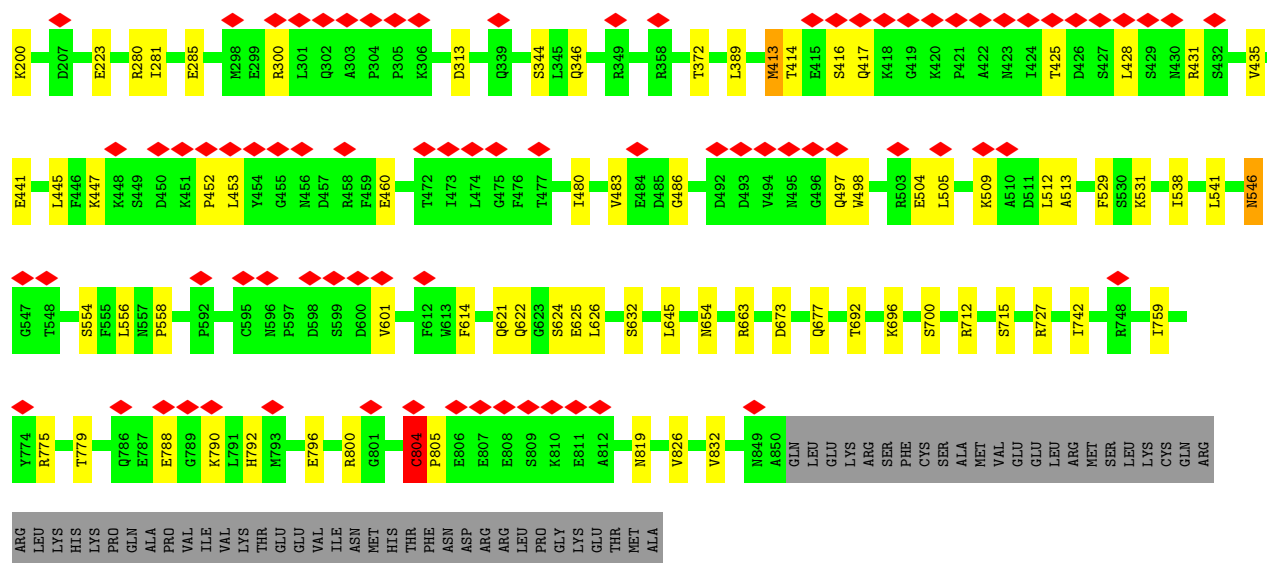 K200 D207 E223 R280 I281 E285 M298 E299 R300 L301 Q302 A303 P304 P305 K306 D313 Q339 S344 L345 Q346 R349 R358 T372 L389 M413 T414 E415 S416 Q417 K418 G419 K420 P421 A422 N423 I424 T425 D426 S427 L428 S429 N430 R431 S432 V435
E441 L445 F446 K447 K448 S449 D450 K451 P452 L453 Y454 G455 N456 D457 R458 F459 E460 T472 I473 L474 G475 F476 T477 I480 V483 E484 D485 G486 D492 D493 V494 N495 G496 Q497 W498 R503 E504 L505 K509 A510 D511 L512 A513 F529 S530 K531 I538 L541 N546
G547 T548 S554 F555 L556 N557 P558 P592 C595 N596 P597 D598 S599 D600 V601 F612 W613 F614 Q621 Q622 G623 S624 E625 L626 S632 L645 N654 R663 D673 Q677 T692 K696 S700 R712 S715 R727 I742 R748 I759
Y774 R775 T779 Q786 E787 E788 G789 K790 L791 H792 M793 E796 R800 G801 C804 P805 E806 E807 E808 S809 K810 E811 A812 N819 V826 V832 N849 A850 GLN LEU GLU LYS ARG SER PHE CYS SER ALA MET VAL GLU GLU LEU ARG MET SER LEU LYS CYS GLN ARG
ARG LEU LYS HIS LYS PRO GLN ALA PRO VAL ILE VAL LYS THR GLU GLU VAL ILE ASN MET HIS THR PHE ASN ASP ARG ARG LEU PRO GLY LYS GLU THR MET ALA